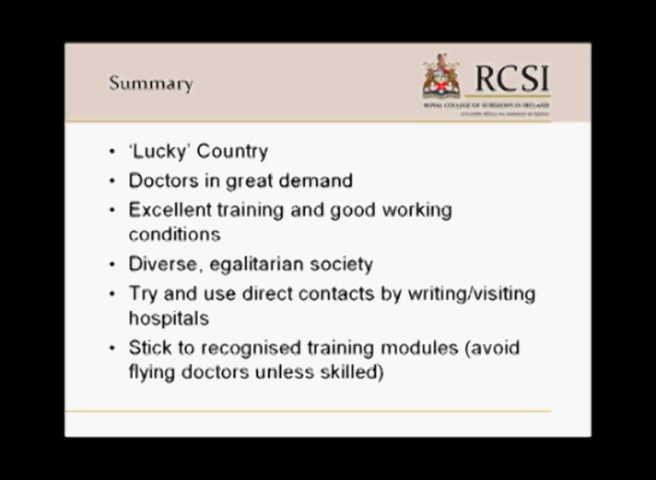 Summary
RCSI
ROYAL COLLEGE OF SURGEONS IN IRELAND
• 'Lucky' Country
• Doctors in great demand
• Excellent training and good working
conditions
• Diverse, egalitarian society
• Try and use direct contacts by writing/visiting
hospitals
• Stick to recognised training modules (avoid
flying doctors unless skilled)